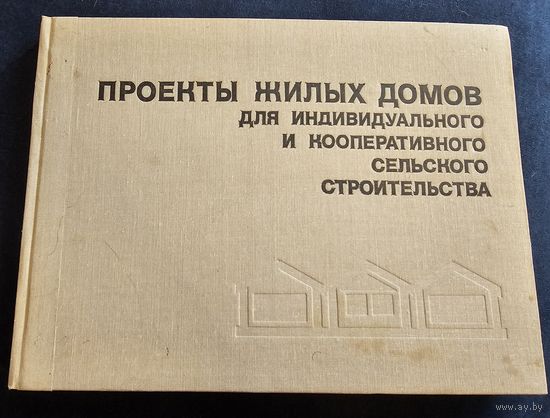 ПРОЕКТЫ ЖИЛЫХ ДОМОВ
ДЛЯ ИНДИВИДУАЛЬНОГО
И КООПЕРАТИВНОГО
СЕЛЬСКОГО
СТРОИТЕЛЬСТВА
www.ay.by